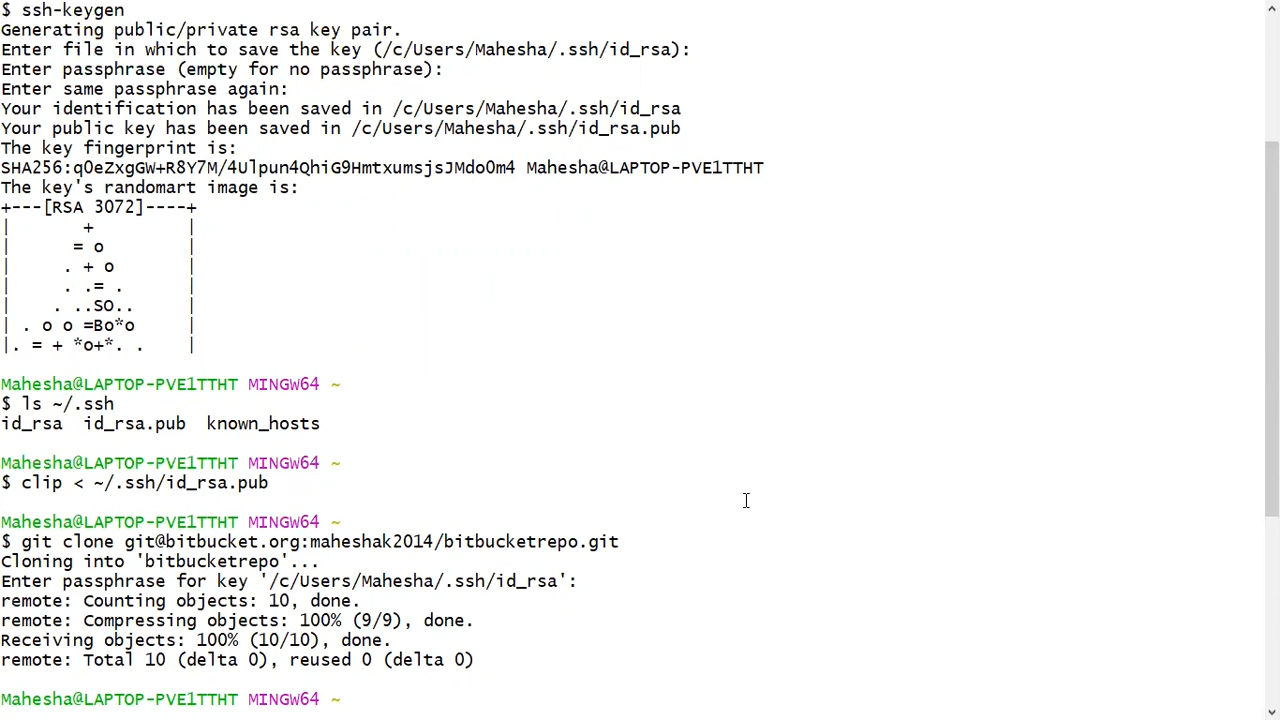 $ ssh-keygen
Generating public/private rsa key pair.
Enter file in which to save the key (/c/Users/Mahesha/.ssh/id_rsa):
Enter passphrase (empty for no passphrase):
Enter same passphrase again:
Your identification has been saved in /c/Users/Mahesha/.ssh/id_rsa
Your public key has been saved in /c/Users/Mahesha/.ssh/id_rsa.pub
The key fingerprint is:
SHA256:q0eZxgGW+R8Y7M/4Ulpun4QhiG9HmtxumsjsJMdoOm4 Mahesha@LAPTOP-PVE1TTHT
The key's randomart image is:
+---[RSA 3072]----+
|       +         |
|      = o        |
|     . + o       |
|     . .= .      |
|    . ..SO..     |
| . o o =Bo*o     |
|. = + *o+*. .    |
Mahesha@LAPTOP-PVE1TTHT MINGW64 ~
$ ls ~/.ssh
id_rsa  id_rsa.pub  known_hosts
Mahesha@LAPTOP-PVE1TTHT MINGW64 ~
$ clip < ~/.ssh/id_rsa.pub
Mahesha@LAPTOP-PVE1TTHT MINGW64 ~
$ git clone git@bitbucket.org:maheshak2014/bitbucketrepo.git
Cloning into 'bitbucketrepo'...
Enter passphrase for key '/c/Users/Mahesha/.ssh/id_rsa':
remote: Counting objects: 10, done.
remote: Compressing objects: 100% (9/9), done.
Receiving objects: 100% (10/10), done.
remote: Total 10 (delta 0), reused 0 (delta 0)
Mahesha@LAPTOP-PVE1TTHT MINGW64 ~